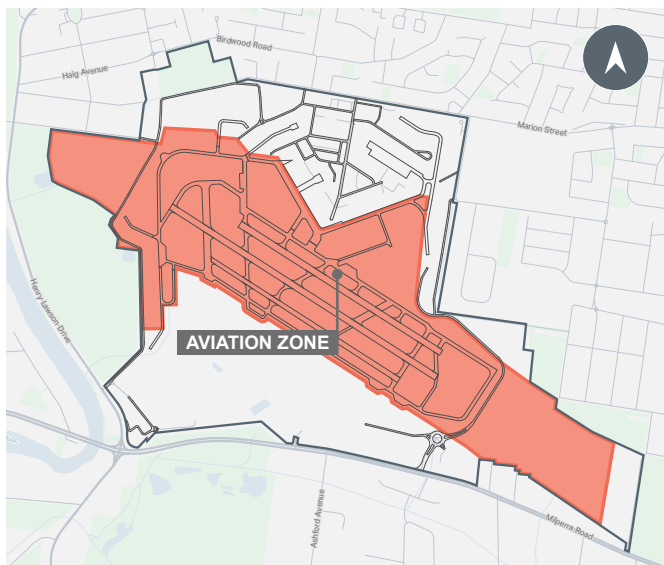 Birdwood Road
Haig Avenue
Marion Street
Henry Lawson Drive
AVIATION ZONE
Ashford Avenue
Milperra Road